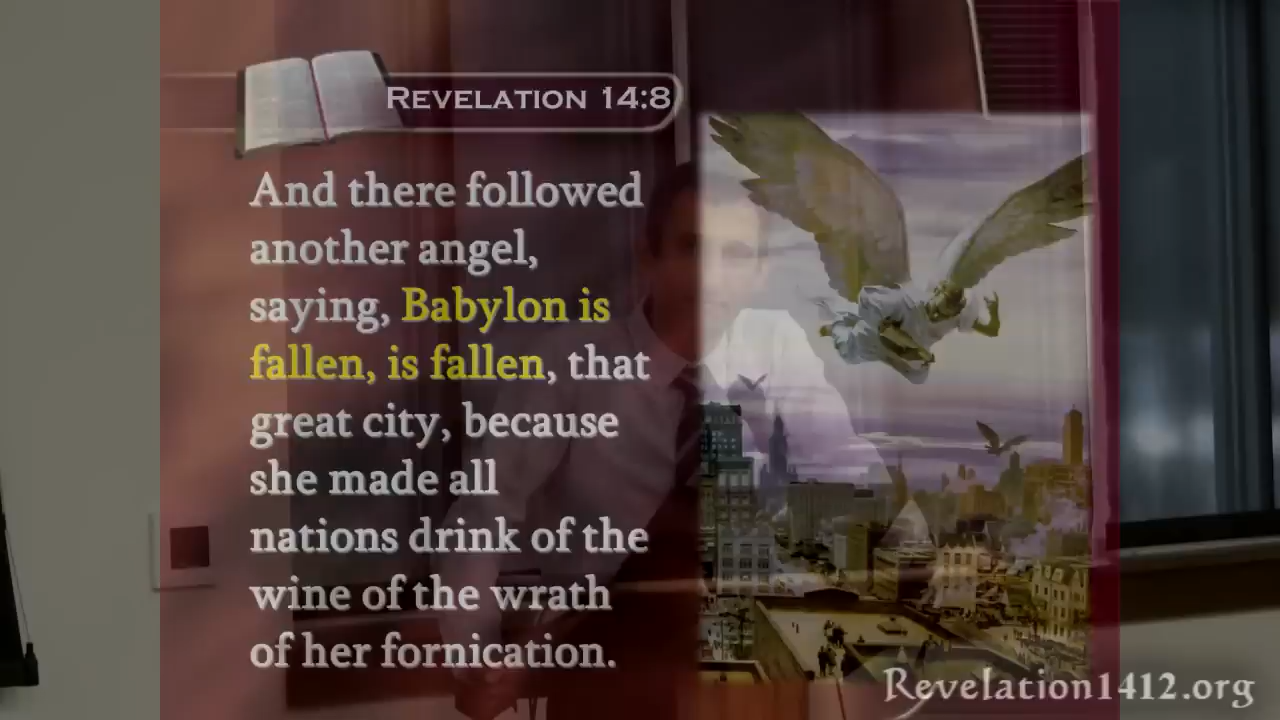 REVELATION 14:8
And there followed
another angel,
saying, Babylon is
fallen, is fallen, that
great city, because
she made all
nations drink of the
wine of the wrath
of her fornication.
Revelation1412.org